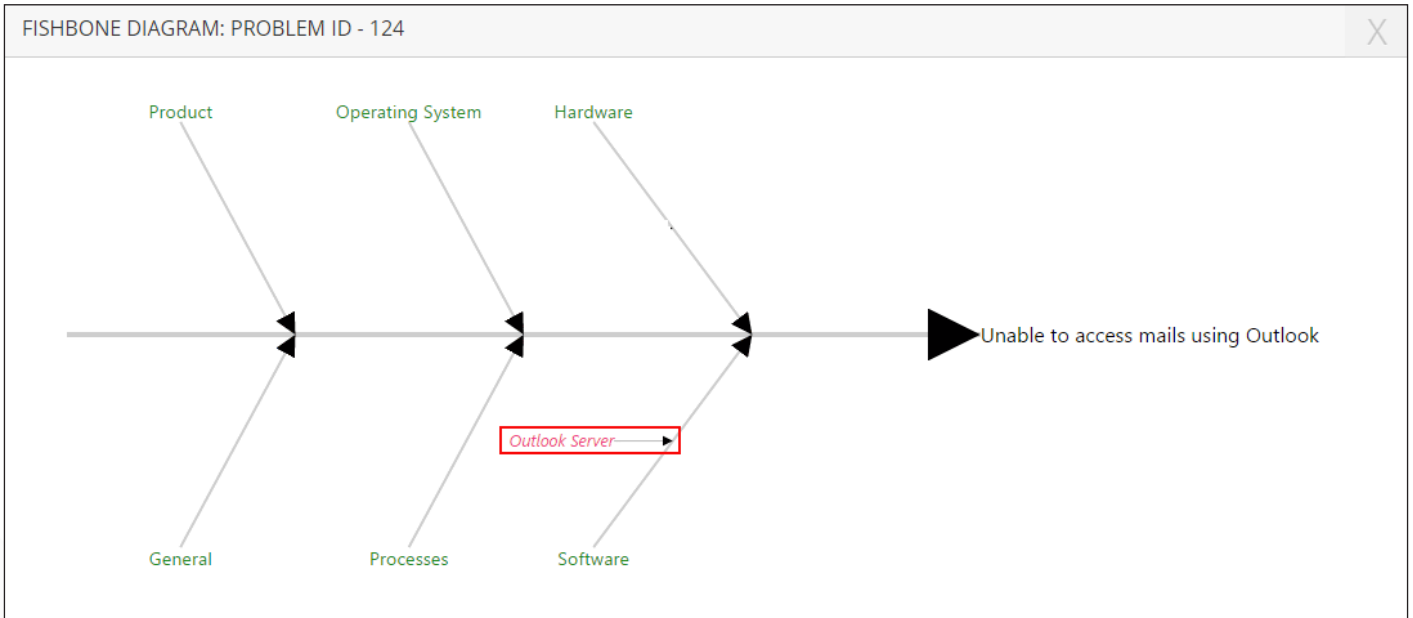 FISHBONE DIAGRAM: PROBLEM ID - 124 X
Product Operating System Hardware
Unable to access mails using Outlook
Outlook Server
General Processes Software